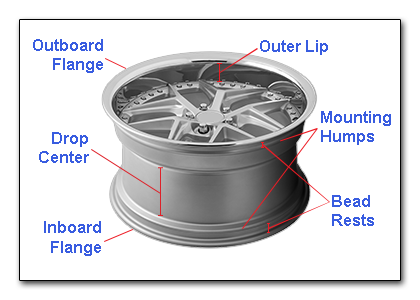 Outboard
Flange
Outer Lip
Mounting
Humps
Drop
Center
Bead
Rests
Inboard
Flange